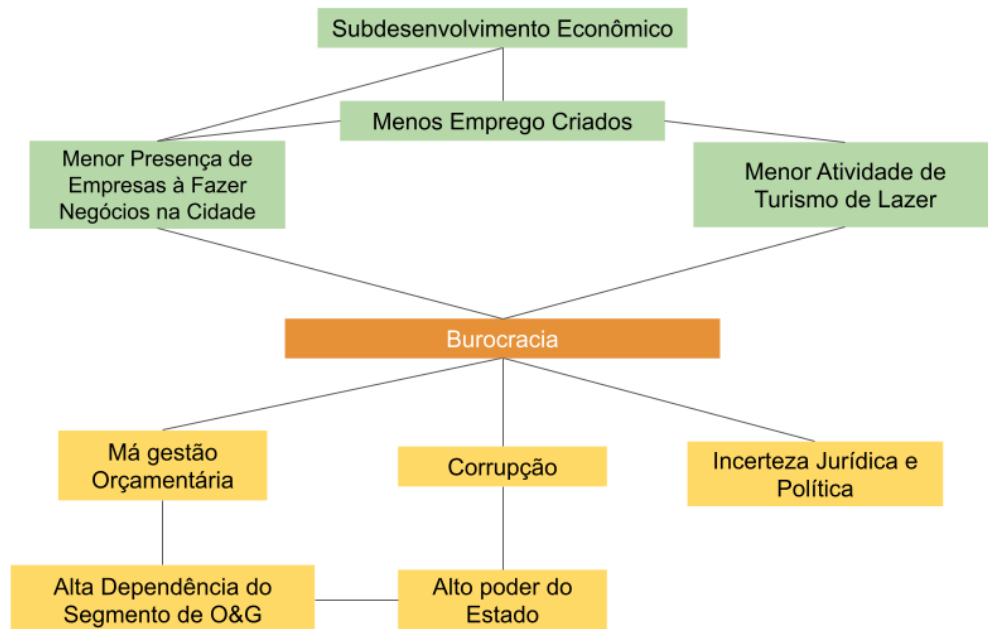 Subdesenvolvimento Econômico
Menos Emprego Criados
Menor Presença de
Empresas à Fazer
Negócios na Cidade
Menor Atividade de
Turismo de Lazer
Burocracia
Má gestão
Orçamentária
Corrupção
Incerteza Jurídica e
Política
Alta Dependência do
Segmento de O&G
Alto poder do
Estado